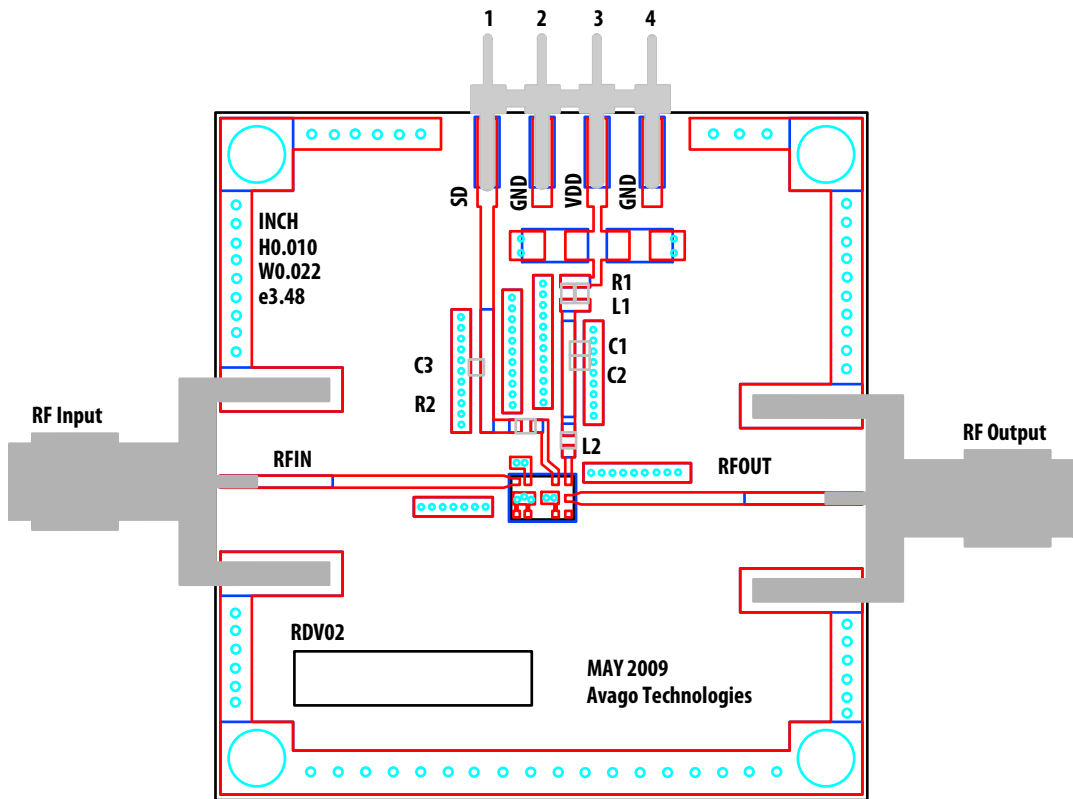 1 2 3 4
SD GND VDD GND
INCH
H0.010
W0.022
e3.48
R1
L1
C1
C2
C3
R2
L2
RF Input
RFIN
RFOUT
RF Output
RDV02
MAY 2009
Avago Technologies